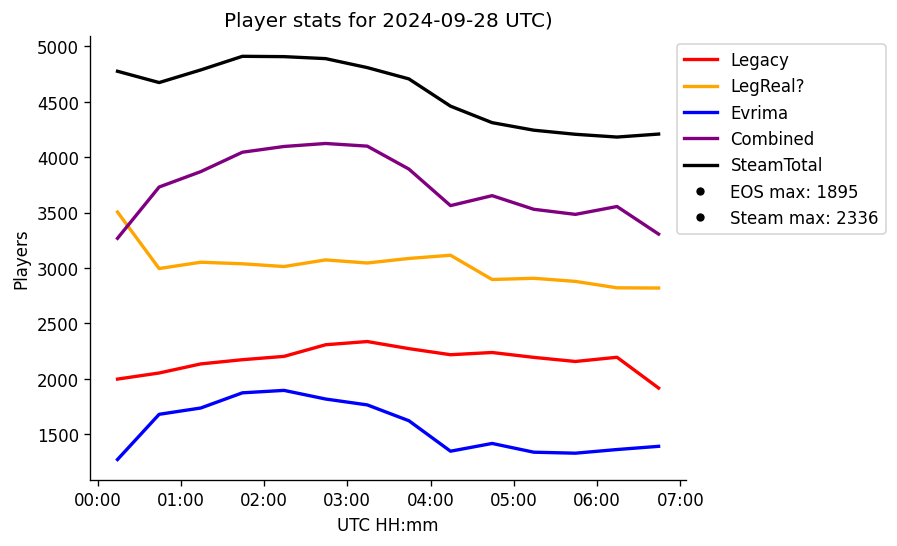 Player stats for 2024-09-28 UTC)
5000
4500
4000
3500
3000
2500
2000
1500
Players
00:00 01:00 02:00 03:00 04:00 05:00 06:00 07:00
UTC HH:mm
Legacy
LegReal?
Evrima
Combined
SteamTotal
EOS max: 1895
Steam max: 2336